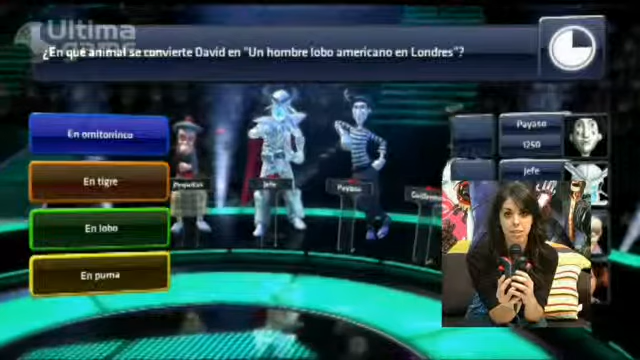 Ultima
Game
¿En qué animal se convierte David en "Un hombre lobo americano en Londres"?
En ornitorrinco
En tigre
En lobo
En puma
Jefe
Payaso
Payaso
1250
Jefe